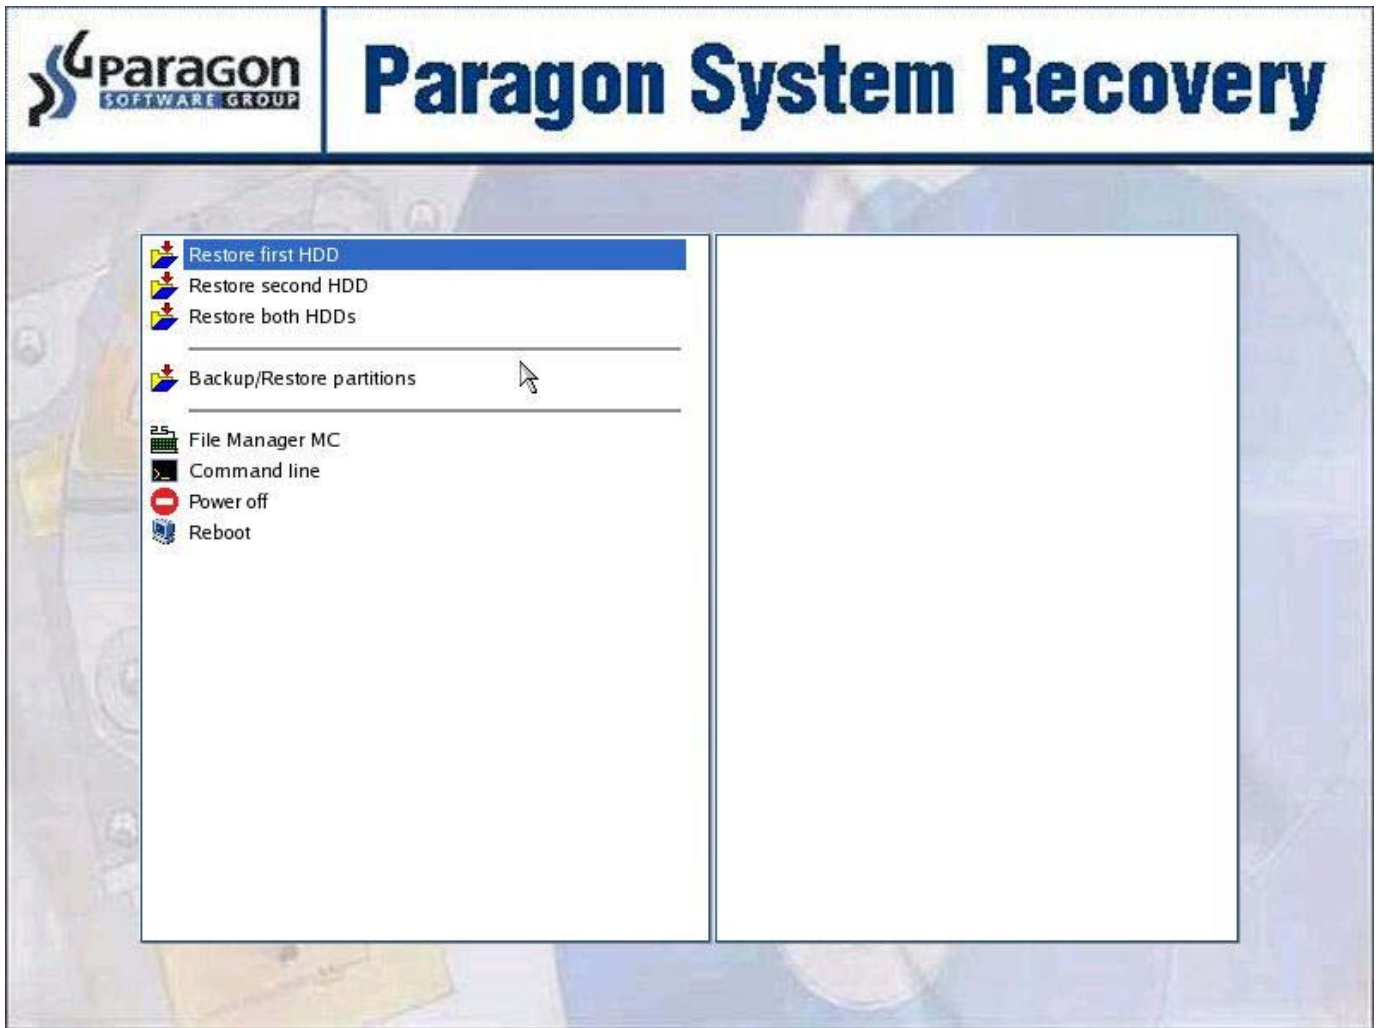 Paragon
SOFTWARE GROUP
Paragon System Recovery
Restore first HDD
Restore second HDD
Restore both HDDs
Backup/Restore partitions
File Manager MC
Command line
Power off
Reboot